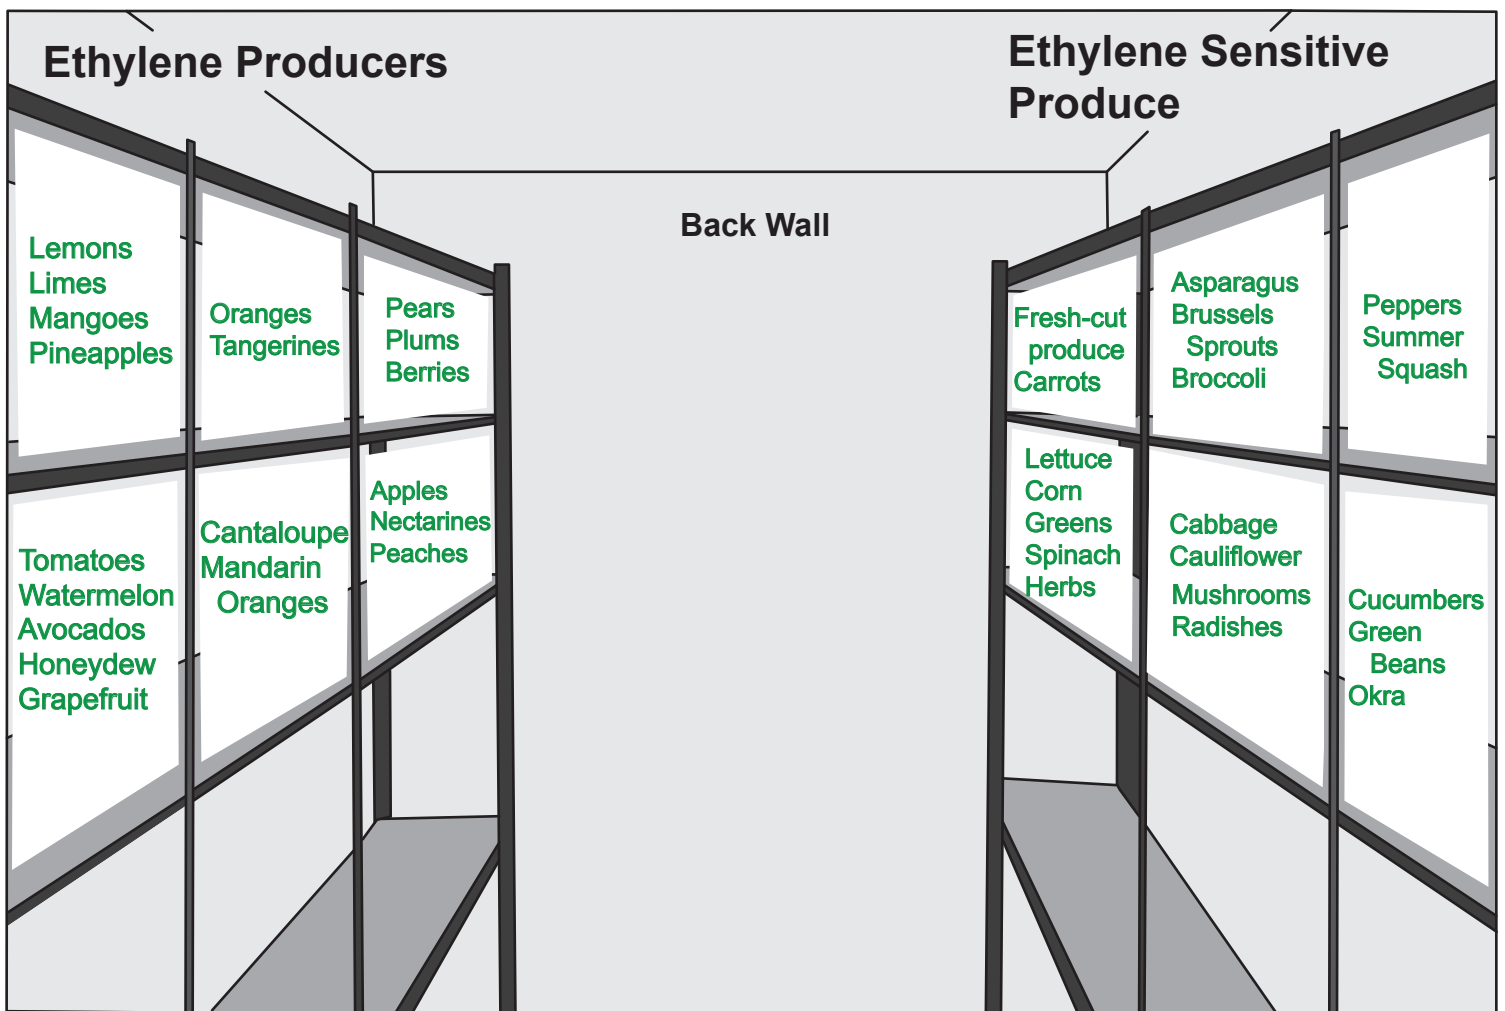 Ethylene Producers
Ethylene Sensitive
Produce
Back Wall
Lemons
Limes
Mangoes
Pineapples
Oranges
Tangerines
Pears
Plums
Berries
Fresh-cut
produce
Carrots
Asparagus
Brussels
Sprouts
Broccoli
Peppers
Summer
Squash
Tomatoes
Watermelon
Avocados
Honeydew
Grapefruit
Cantaloupe
Mandarin
Oranges
Apples
Nectarines
Peaches
Lettuce
Corn
Greens
Spinach
Herbs
Cabbage
Cauliflower
Mushrooms
Radishes
Cucumbers
Green
Beans
Okra